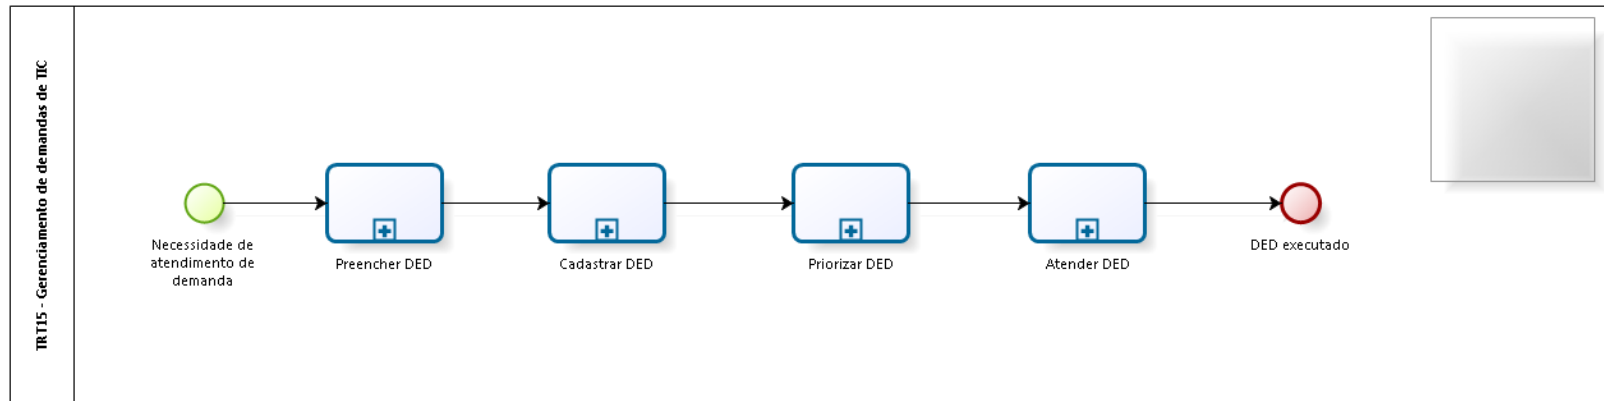 TRT15 - Gerenciamento de demandas de TIC
Necessidade de
atendimento de
demanda
Preencher DED
Cadastrar DED
Priorizar DED
Atender DED
DED executado